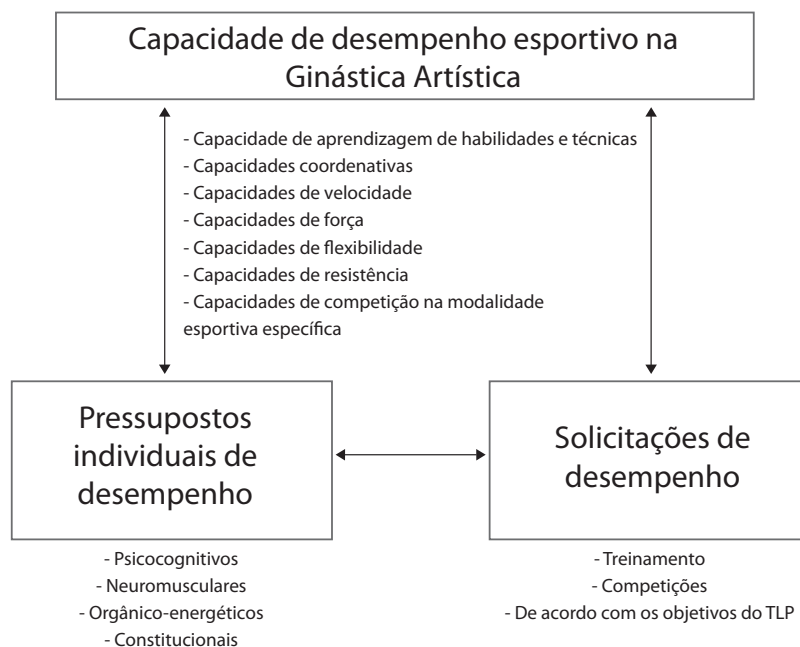 Capacidade de desempenho esportivo na
Ginástica Artística
- Capacidade de aprendizagem de habilidades e técnicas
- Capacidades coordenativas
- Capacidades de velocidade
- Capacidades de força
- Capacidades de flexibilidade
- Capacidades de resistência
- Capacidades de competição na modalidade
esportiva específica
Pressupostos
individuais de
desempenho
Solicitações de
desempenho
- Psicocognitivos
- Neuromusculares
- Orgânico-energéticos
- Constitucionais
- Treinamento
- Competições
- De acordo com os objetivos do TLP